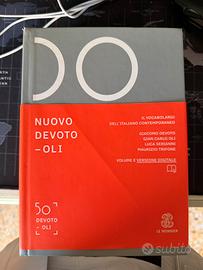 50
NUOVO
DEVOTO
–OLI
IL VOCABOLARIO
DELL'ITALIANO CONTEMPORANEO
GIACOMO DEVOTO
GIAN CARLO OLI
LUCA SERIANNI
MAURIZIO TRIFONE
VOLUME E VERSIONE DIGITALE
50
DEVOTO
–OLI
LE MONNIER
subito